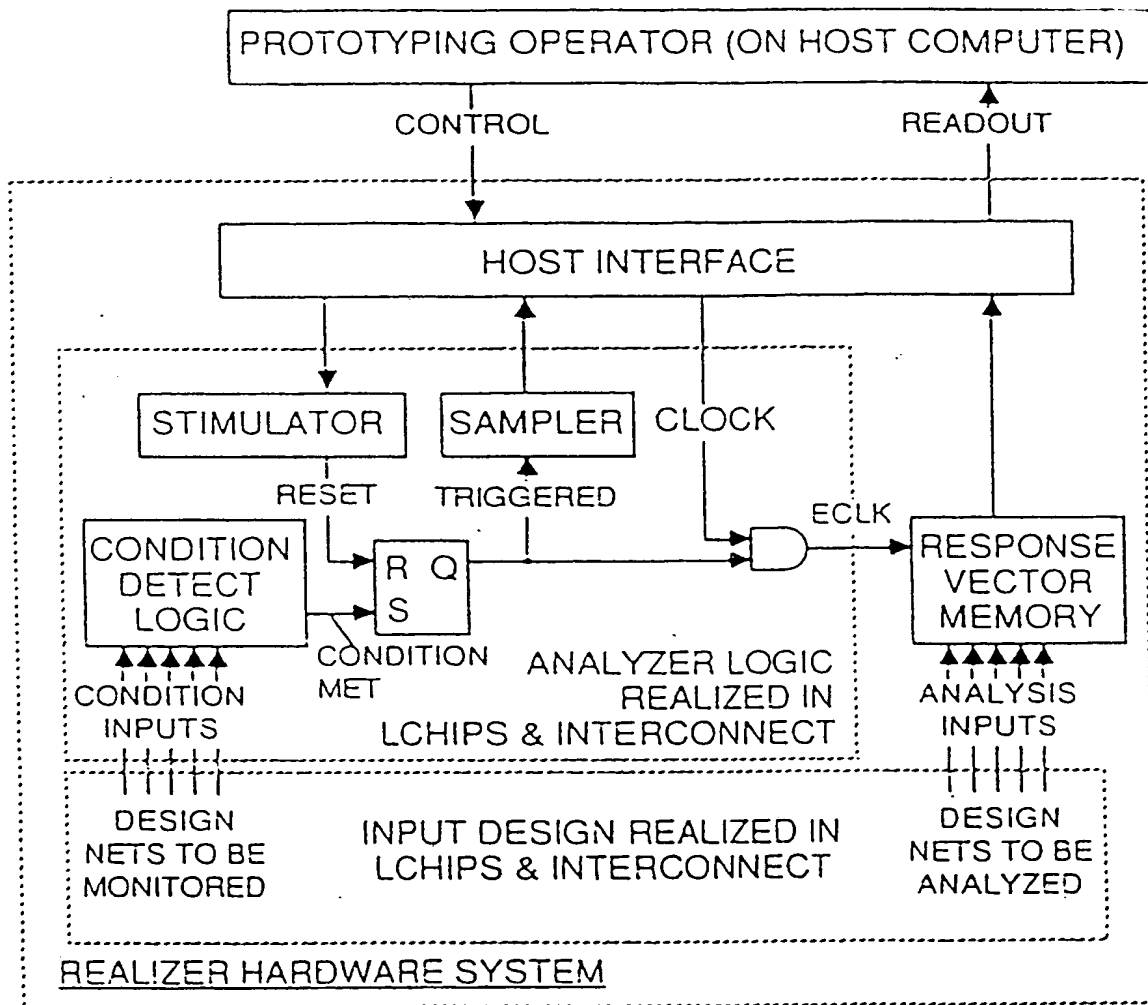 PROTOTYPING OPERATOR (ON HOST COMPUTER)
CONTROL
READOUT
HOST INTERFACE
STIMULATOR
SAMPLER
CLOCK
RESET
TRIGGERED
ECLK
CONDITION
DETECT
LOGIC
R Q
S
RESPONSE
VECTOR
MEMORY
CONDITION
MET
CONDITION
INPUTS
ANALYZER LOGIC
REALIZED IN
LCHIPS & INTERCONNECT
ANALYSIS
INPUTS
DESIGN
NETS TO BE
MONITORED
INPUT DESIGN REALIZED IN
LCHIPS & INTERCONNECT
DESIGN
NETS TO BE
ANALYZED
REALIZER HARDWARE SYSTEM